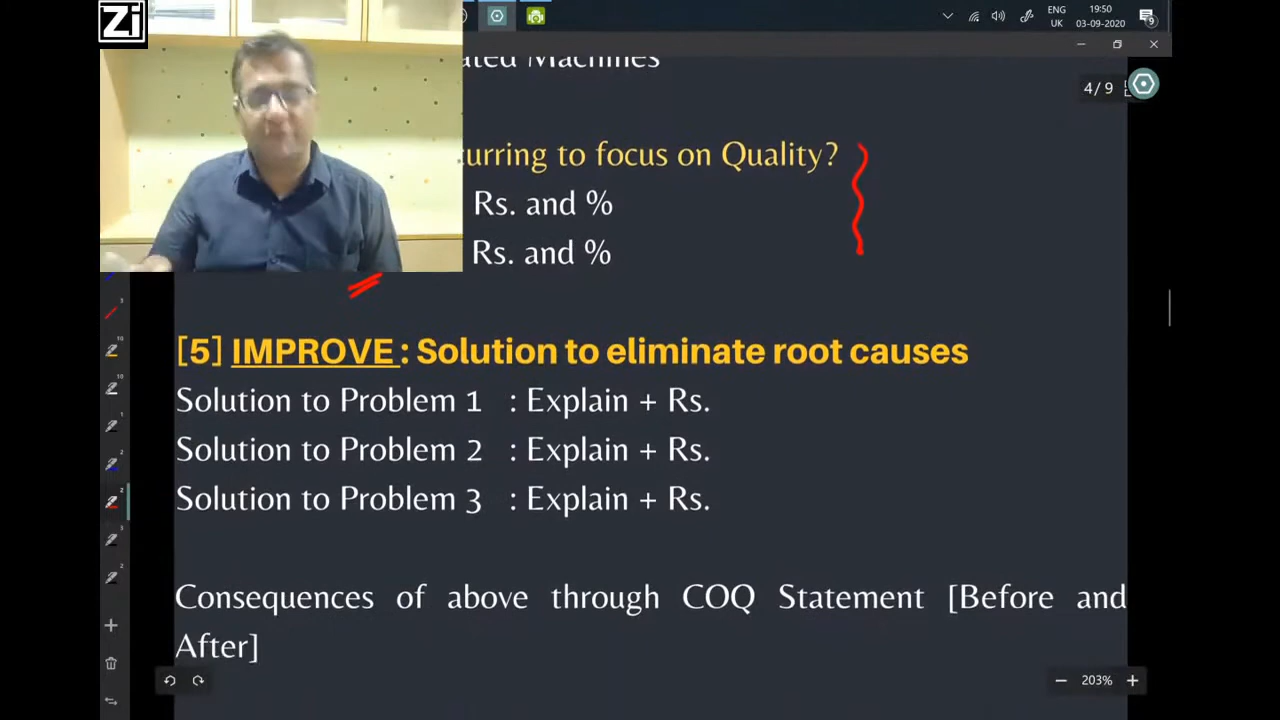 Zi
ENG
UK
19:50
03-09-2020
9
ated Machines
4/9
curring to focus on Quality?
Rs. and %
Rs. and %
[5] IMPROVE : Solution to eliminate root causes
Solution to Problem 1 : Explain + Rs.
Solution to Problem 2 : Explain + Rs.
Solution to Problem 3 : Explain + Rs.
Consequences of above through COQ Statement [Before and
After]
203%